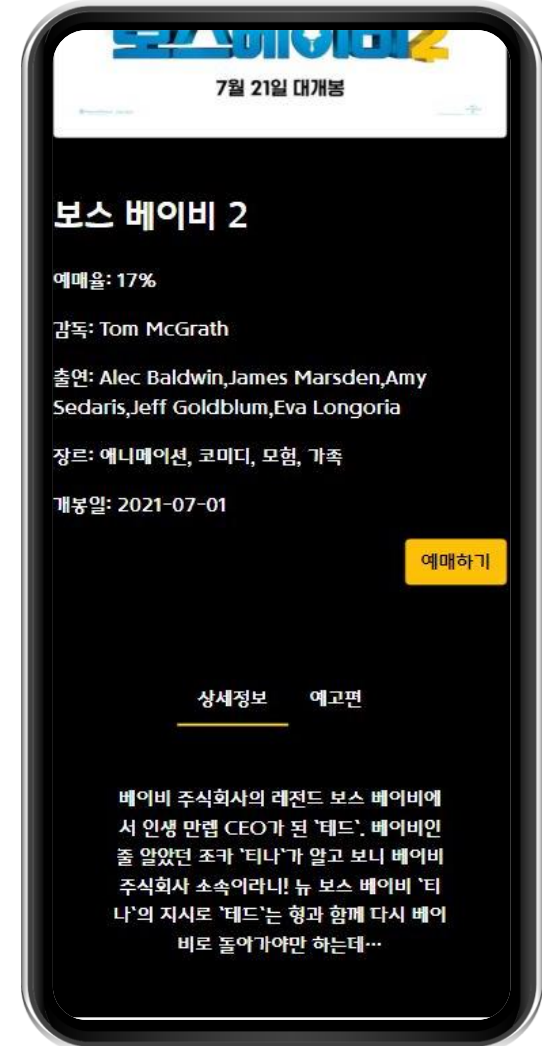 보스베이비2
7월 21일 대개봉
보스 베이비 2
예매율: 17%
감독: Tom McGrath
출연: Alec Baldwin,James Marsden,Amy
Sedaris,Jeff Goldblum,Eva Longoria
장르: 애니메이션, 코미디, 모험, 가족
개봉일: 2021-07-01
예매하기
상세정보 예고편
베이비 주식회사의 레전드 보스 베이비에
서 인생 만렙 CEO가 된 `테드`. 베이비인
줄 알았던 조카 `티나`가 알고 보니 베이비
주식회사 소속이라니! 뉴 보스 베이비 `티
나`의 지시로 `테드`는 형과 함께 다시 베이
비로 돌아가야만 하는데…